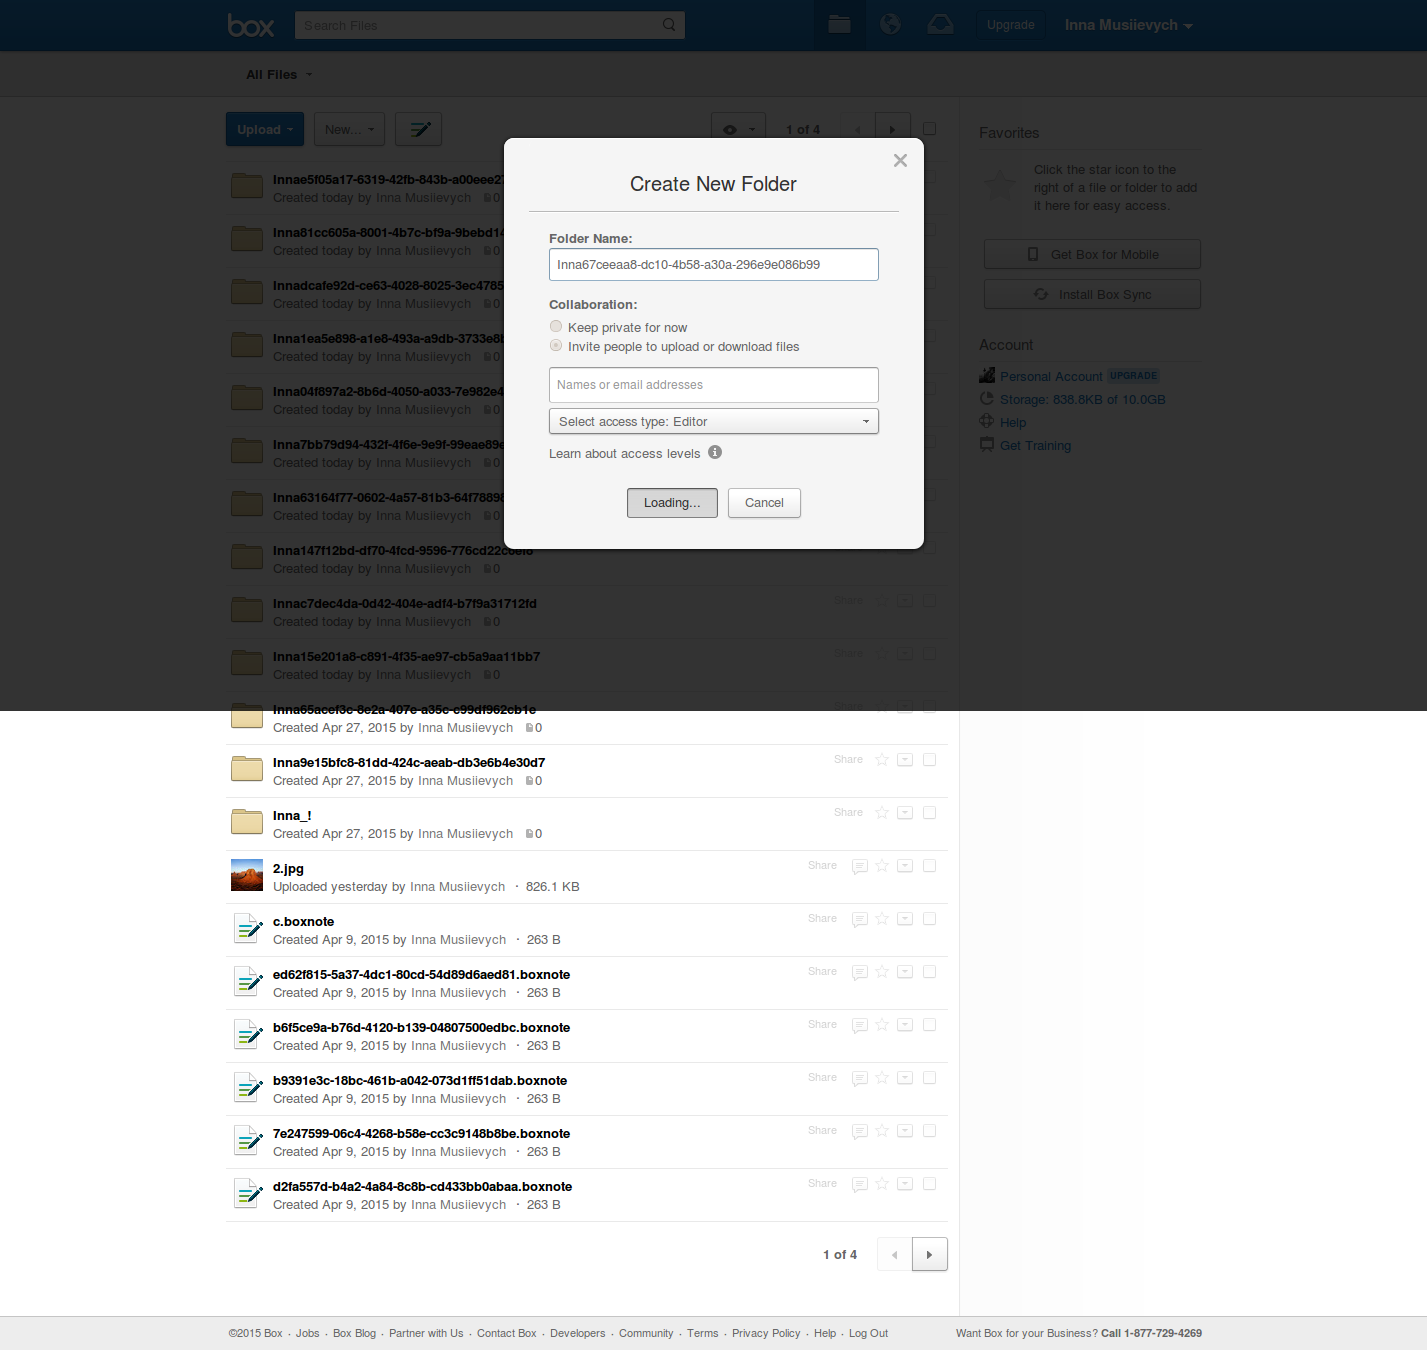 box
Search Files
Upgrade
Inna Musiievych
All Files
Upload
New...
1 of 4
Favorites
Click the star icon to the
right of a file or folder to add
it here for easy access.
Get Box for Mobile
Install Box Sync
Account
Personal Account UPGRADE
Storage: 838.8KB of 10.0GB
Help
Get Training
Create New Folder
Folder Name:
Inna67ceeaa8-dc10-4b58-a30a-296e9e086b99
Collaboration:
Keep private for now
Invite people to upload or download files
Names or email addresses
Select access type: Editor
Learn about access levels
Loading...
Cancel
Innae5f05a17-6319-42fb-843b-a00eee27
Created today by Inna Musiievych 0
Inna81cc605a-8001-4b7c-bf9a-9bebd14
Created today by Inna Musiievych 0
Innadcafe92d-ce63-4028-8025-3ec4785
Created today by Inna Musiievych 0
Inna1ea5e898-a1e8-493a-a9db-3733e8b
Created today by Inna Musiievych 0
Inna04f897a2-8b6d-4050-a033-7e982e4
Created today by Inna Musiievych 0
Inna7bb79d94-432f-4f6e-9e9f-99eae89e
Created today by Inna Musiievych 0
Inna63164f77-0602-4a57-81b3-64f78898
Created today by Inna Musiievych 0
Created today by Inna Musiievych 0
Innac7dec4da-0d42-404e-adf4-b7f9a31712fd Share
Created today by Inna Musiievych 0
Inna15e201a8-c891-4f35-ae97-cb5a9aa11bb7 Share
Created today by Inna Musiievych 0
Inna65acef3c-8e2a-407e-a35c-c99df962cb1e Share
Created Apr 27, 2015 by Inna Musiievych 0
Inna9e15bfc8-81dd-424c-aeab-db3e6b4e30d7 Share
Created Apr 27, 2015 by Inna Musiievych 0
Inna_! Share
Created Apr 27, 2015 by Inna Musiievych 0
2.jpg Share
Uploaded yesterday by Inna Musiievych · 826.1 KB
c.boxnote Share
Created Apr 9, 2015 by Inna Musiievych · 263 B
ed62f815-5a37-4dc1-80cd-54d89d6aed81.boxnote Share
Created Apr 9, 2015 by Inna Musiievych · 263 B
b6f5ce9a-b76d-4120-b139-04807500edbc.boxnote Share
Created Apr 9, 2015 by Inna Musiievych · 263 B
b9391e3c-18bc-461b-a042-073d1ff51dab.boxnote Share
Created Apr 9, 2015 by Inna Musiievych · 263 B
7e247599-06c4-4268-b58e-cc3c9148b8be.boxnote Share
Created Apr 9, 2015 by Inna Musiievych · 263 B
d2fa557d-b4a2-4a84-8c8b-cd433bb0abaa.boxnote Share
Created Apr 9, 2015 by Inna Musiievych · 263 B
1 of 4
©2015 Box · Jobs · Box Blog · Partner with Us · Contact Box · Developers · Community · Terms · Privacy Policy · Help · Log Out
Want Box for your Business? Call 1-877-729-4269